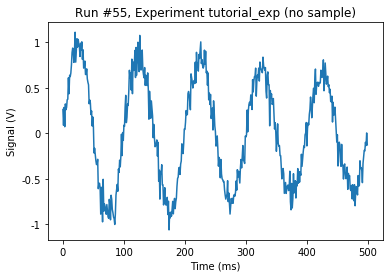 Run #55, Experiment tutorial_exp (no sample)
1
0.5
0
-0.5
-1
Signal (V)
0 100 200 300 400 500
Time (ms)